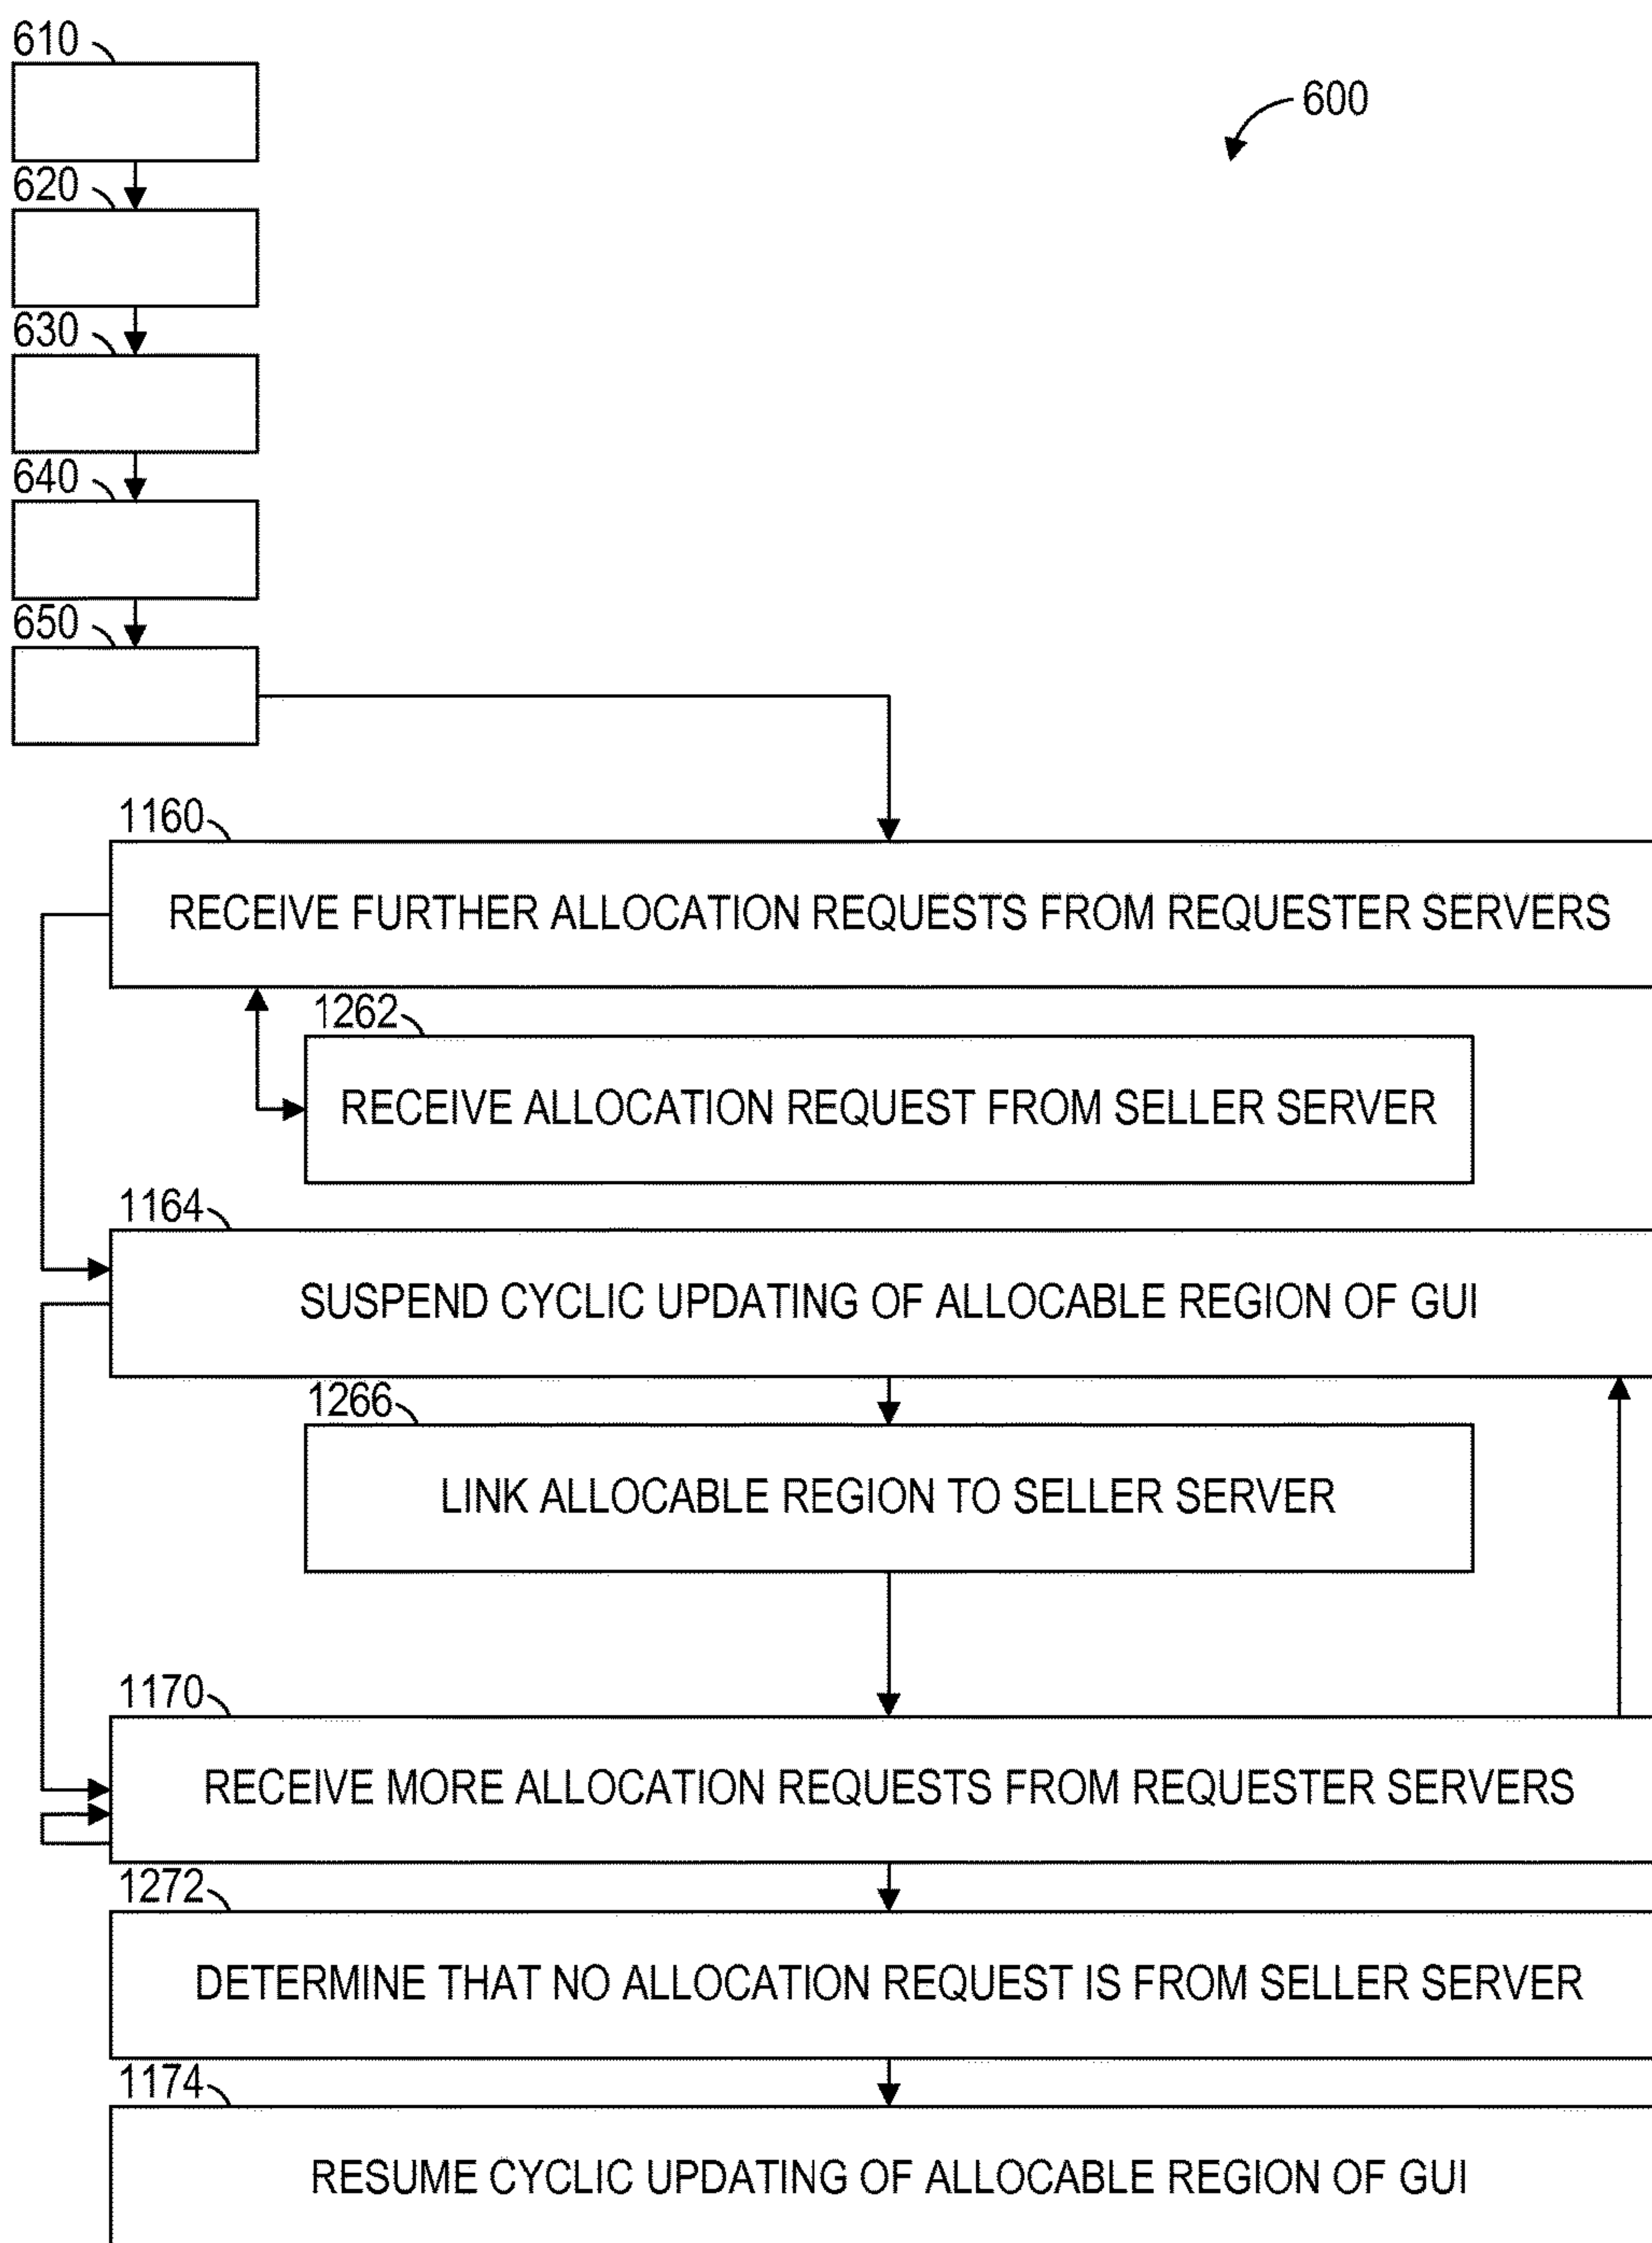 610
600
620
630
640
650
1160
RECEIVE FURTHER ALLOCATION REQUESTS FROM REQUESTER SERVERS
1262
RECEIVE ALLOCATION REQUEST FROM SELLER SERVER
1164
SUSPEND CYCLIC UPDATING OF ALLOCABLE REGION OF GUI
1266
LINK ALLOCABLE REGION TO SELLER SERVER
1170
RECEIVE MORE ALLOCATION REQUESTS FROM REQUESTER SERVERS
1272
DETERMINE THAT NO ALLOCATION REQUEST IS FROM SELLER SERVER
1174
RESUME CYCLIC UPDATING OF ALLOCABLE REGION OF GUI